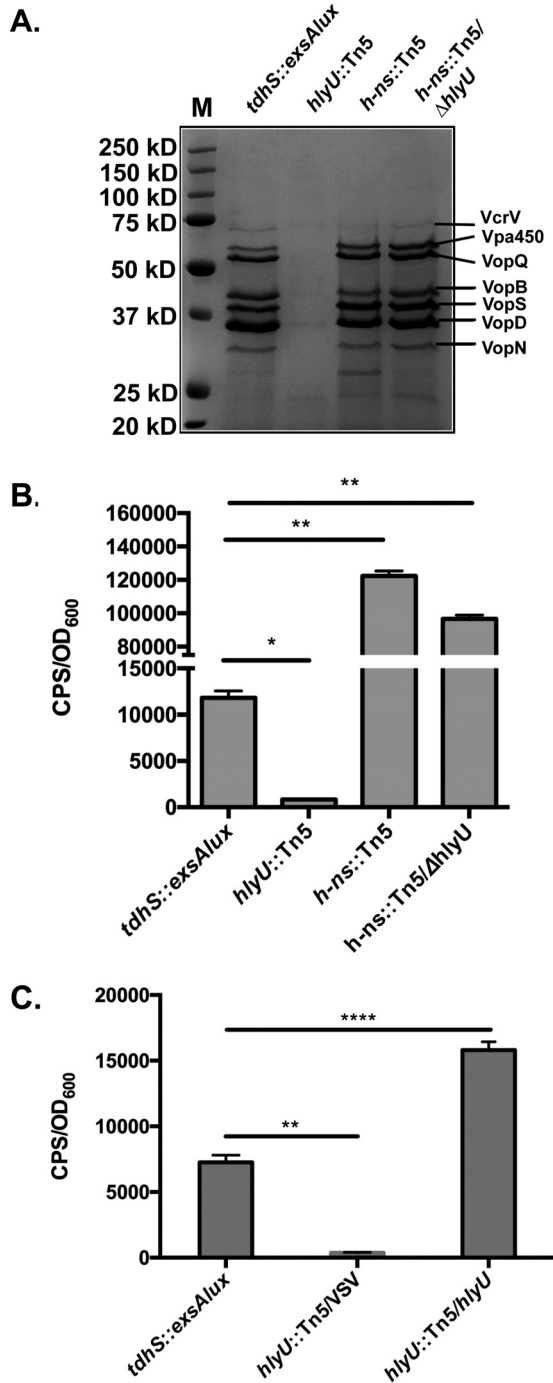 A.
M
tdhS::exsAlux
hlyU::Tn5
h-ns::Tn5
h-ns::Tn5/
ΔhlyU
250 kD
150 kD
100 kD
75 kD
50 kD
37 kD
25 kD
20 kD
VcrV
Vpa450
VopQ
VopB
VopS
VopD
VopN
B.
**
**
*
160000
140000
120000
100000
80000
15000
10000
5000
0
CPS/OD600
tdhS::exsAlux
hlyU::Tn5
h-ns::Tn5
h-ns::Tn5/ΔhlyU
C.
****
**
20000
15000
10000
5000
0
CPS/OD600
tdhS::exsAlux
hlyU::Tn5/VSV
hlyU::Tn5/hlyU